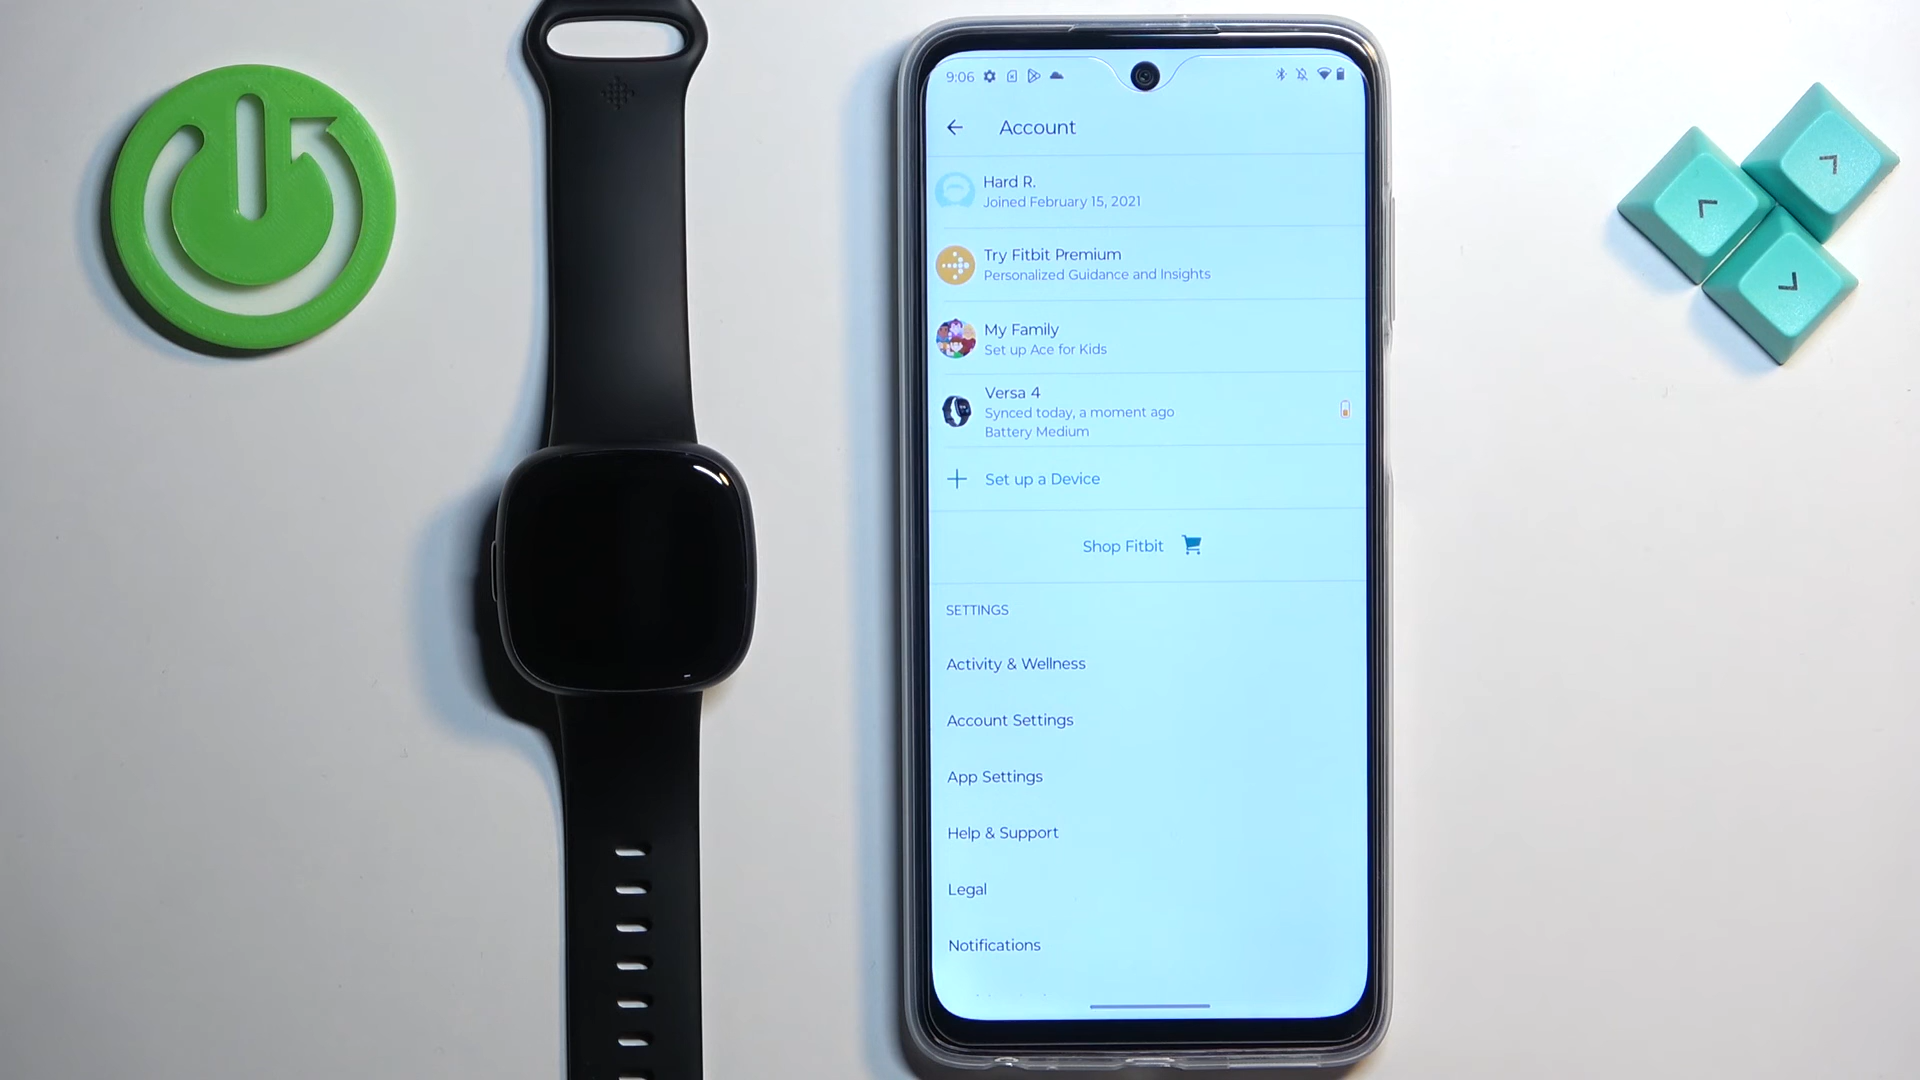 9:06
Account
Hard R.
Joined February 15, 2021
Try Fitbit Premium
Personalized Guidance and Insights
My Family
Set up Ace for Kids
Versa 4
Synced today, a moment ago
Battery Medium
Set up a Device
Shop Fitbit
SETTINGS
Activity & Wellness
Account Settings
App Settings
Help & Support
Legal
Notifications